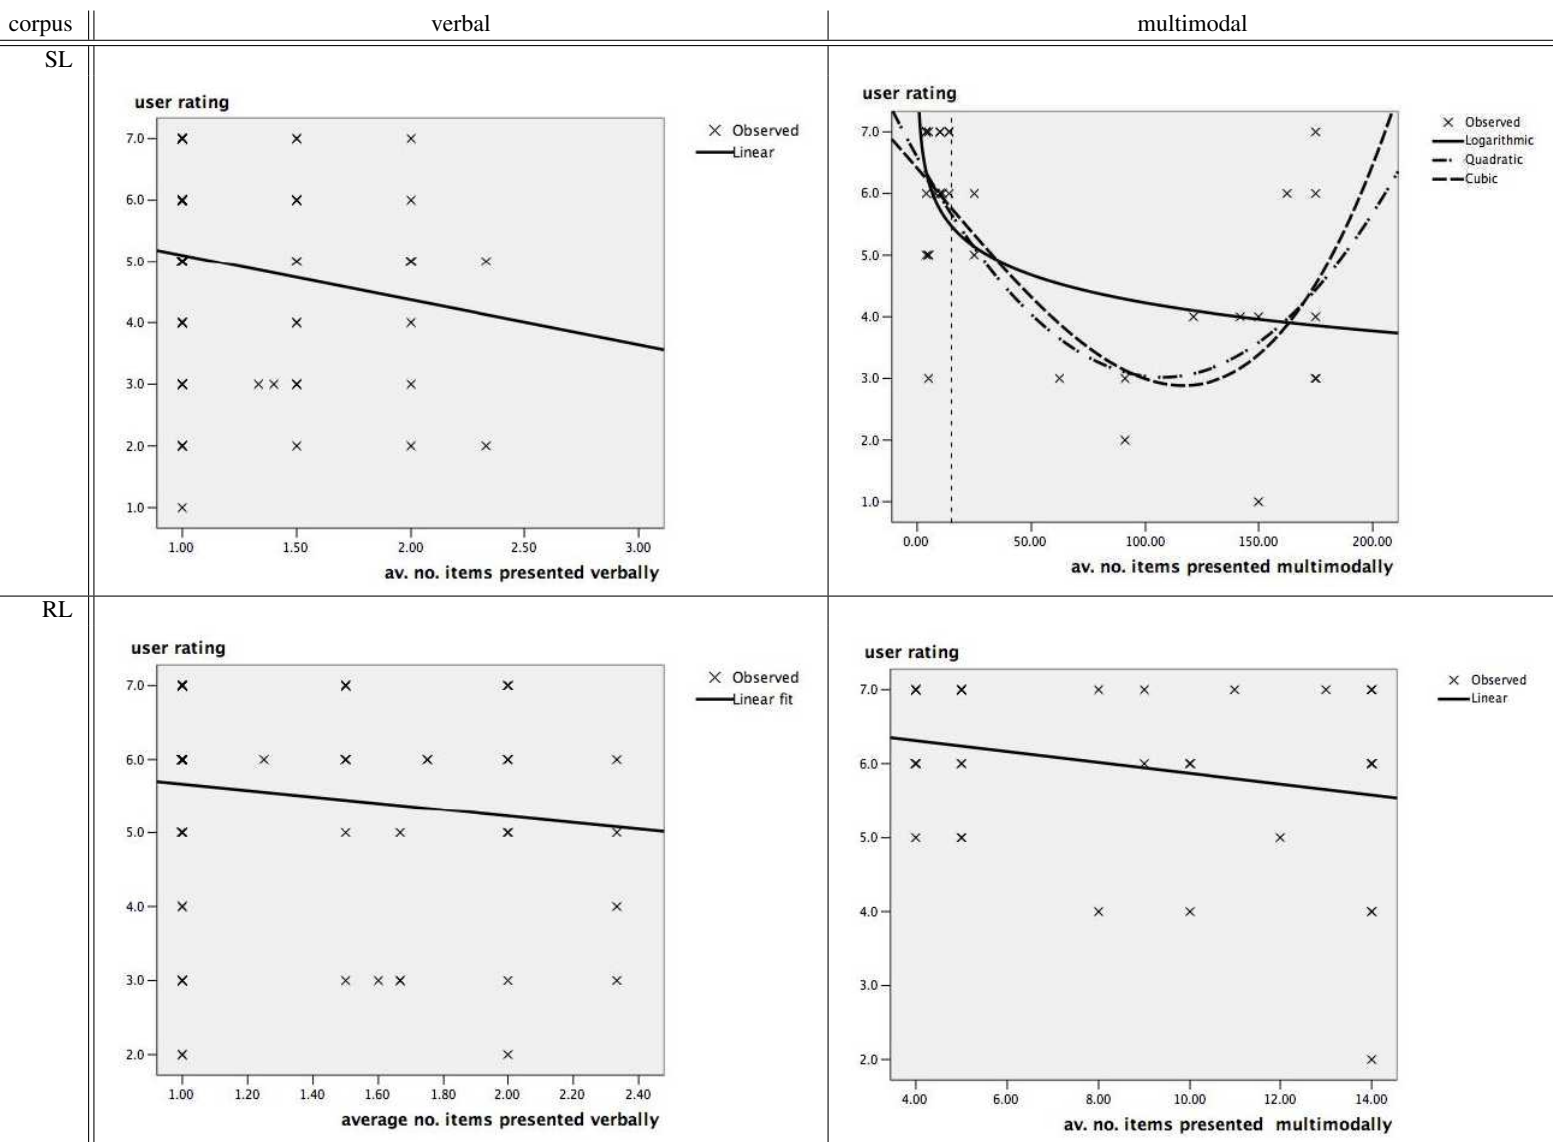 corpus verbal multimodal
SL
user rating
7.0
6.0
5.0
4.0
3.0
2.0
1.0
1.00 1.50 2.00 2.50 3.00
av. no. items presented verbally
Observed
Linear
user rating
7.0
6.0
5.0
4.0
3.0
2.0
1.0
0.00 50.00 100.00 150.00 200.00
av. no. items presented multimodally
Observed
Logarithmic
Quadratic
Cubic
RL
user rating
7.0
6.0
5.0
4.0
3.0
2.0
1.00 1.20 1.40 1.60 1.80 2.00 2.20 2.40
average no. items presented verbally
Observed
Linear fit
user rating
7.0
6.0
5.0
4.0
3.0
2.0
4.00 6.00 8.00 10.00 12.00 14.00
av. no. items presented multimodally
Observed
Linear